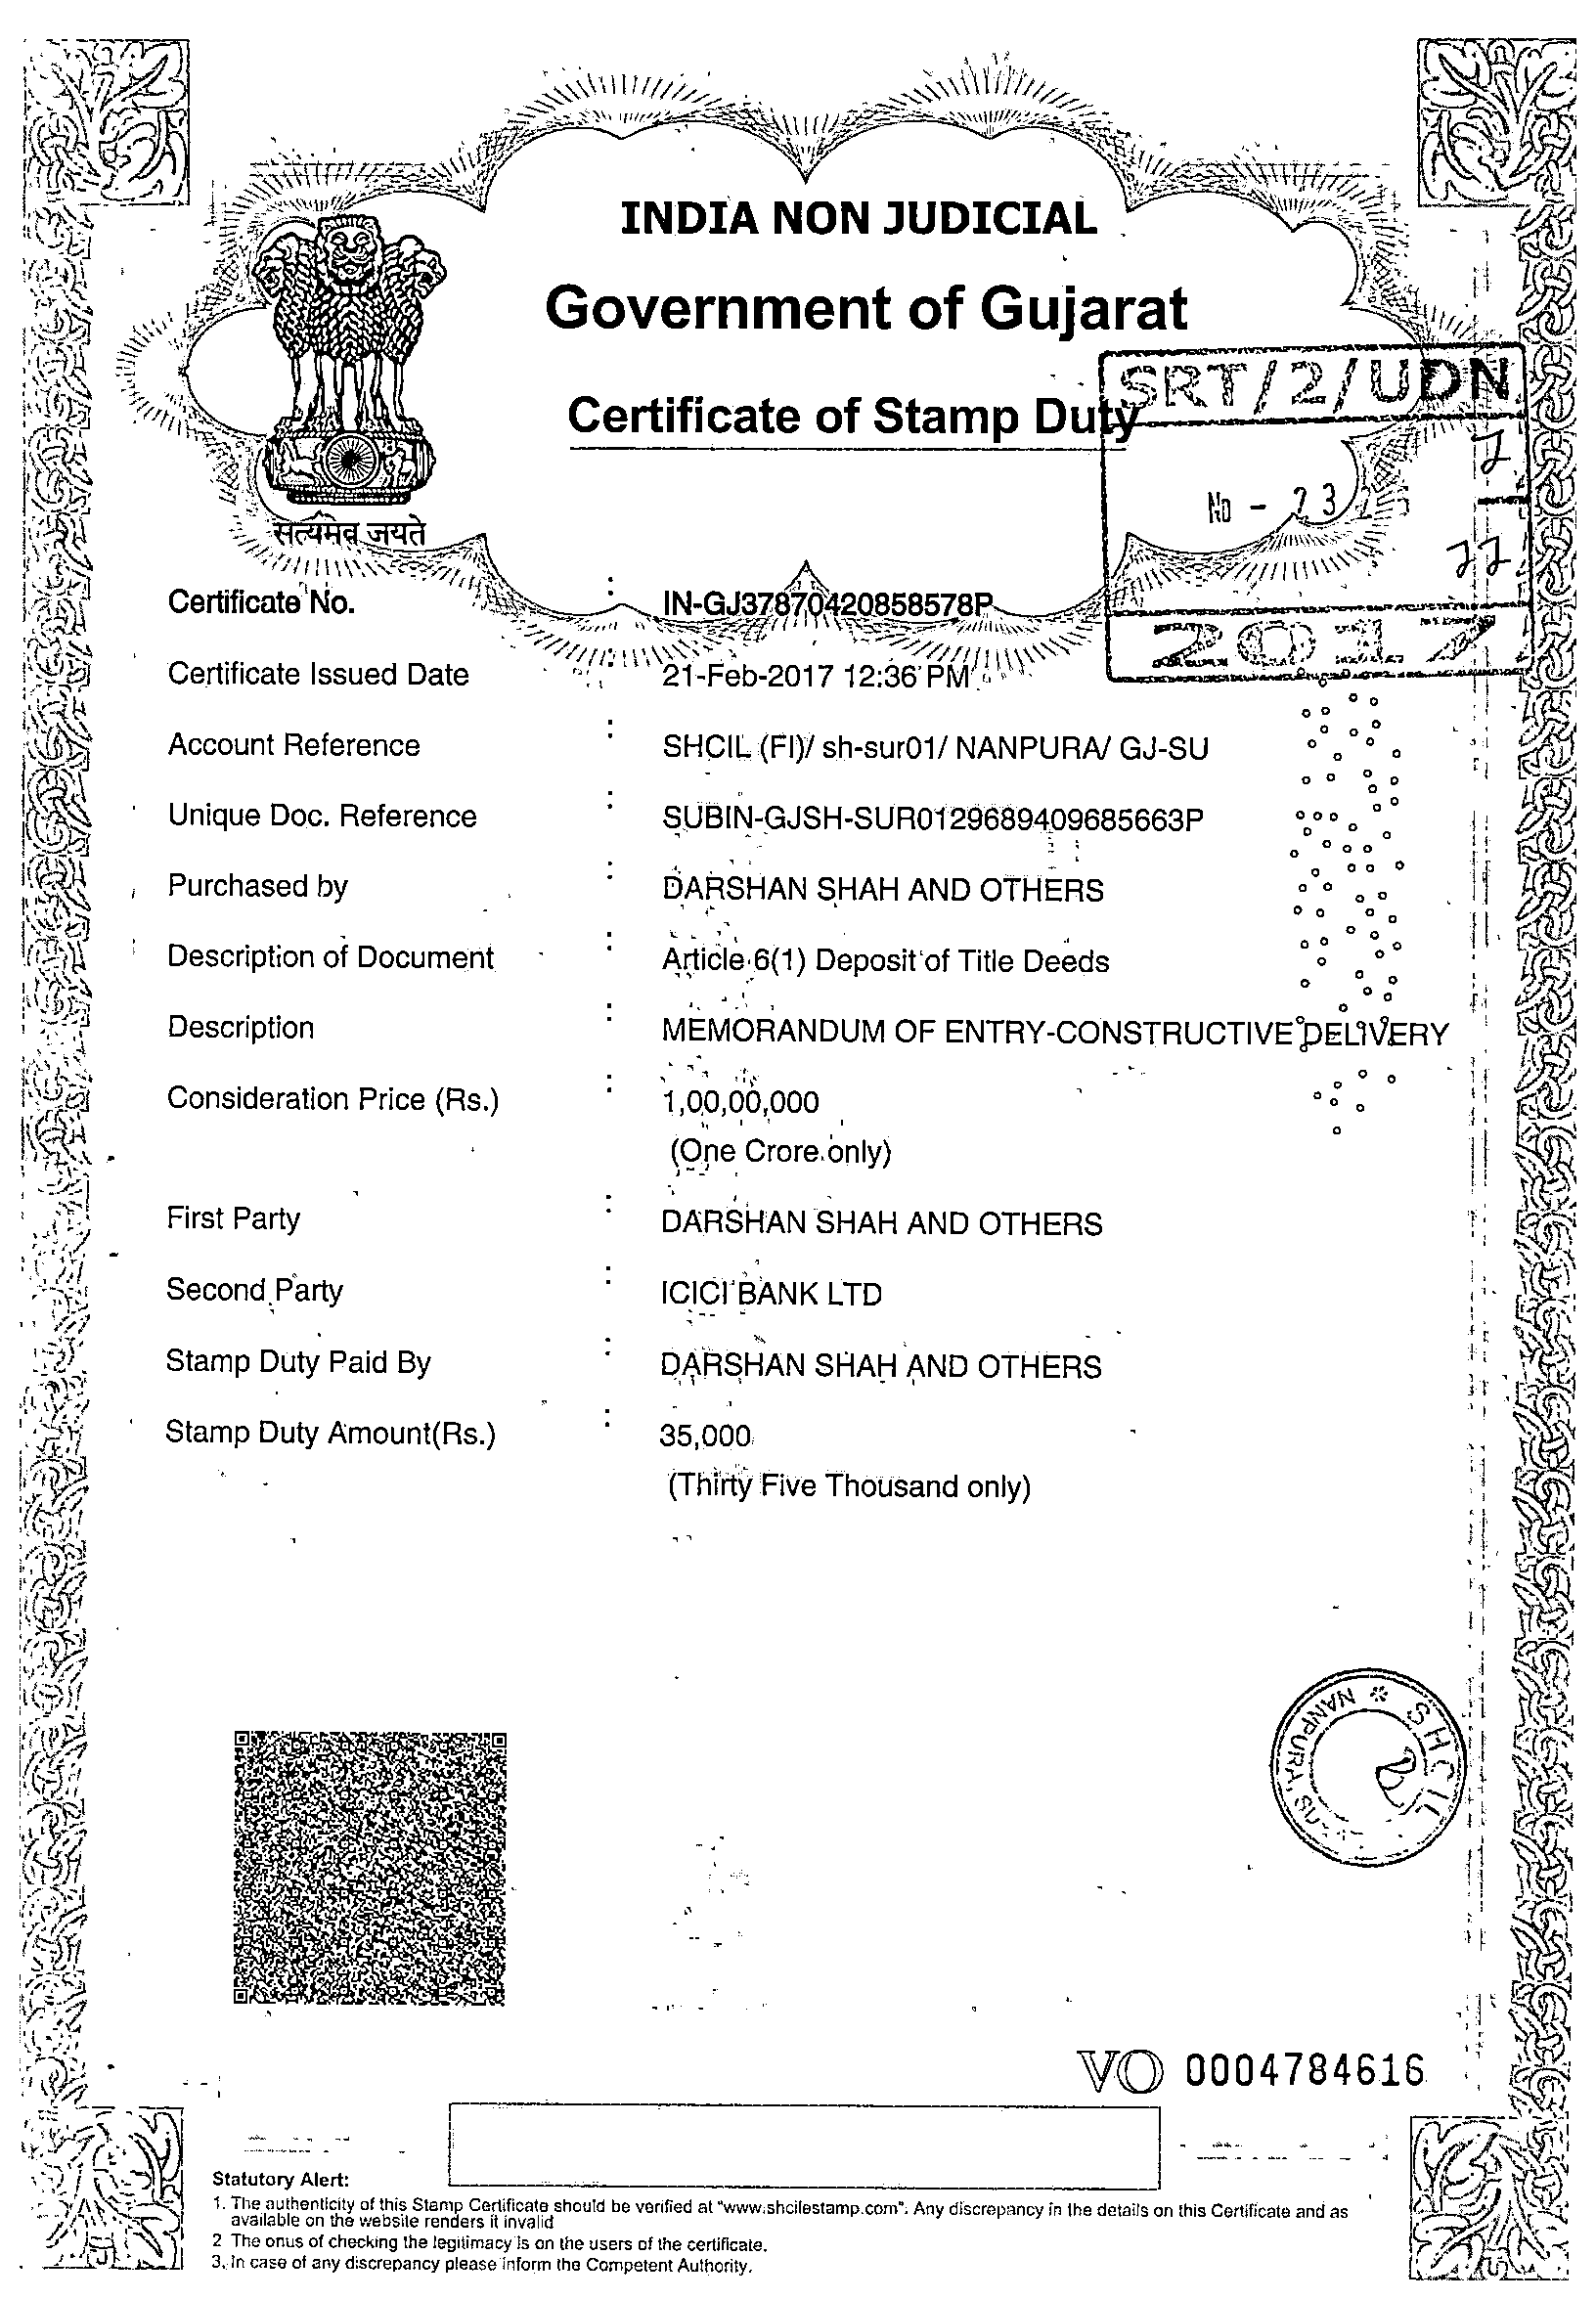 INDIA NON JUDICIAL
Government of Gujarat
Certificate of Stamp Duty
सत्यमेव जयते
SRT/2/UDN
No -
2017
Certificate No. : IN-GJ37870420858578P
Certificate Issued Date : 21-Feb-2017 12:36 PM
Account Reference : SHCIL (FI)/ sh-sur01/ NANPURA/ GJ-SU
Unique Doc. Reference : SUBIN-GJSH-SUR0129689409685663P
Purchased by : DARSHAN SHAH AND OTHERS
Description of Document : Article 6(1) Deposit of Title Deeds
Description : MEMORANDUM OF ENTRY-CONSTRUCTIVE DELIVERY
Consideration Price (Rs.) : 1,00,00,000
(One Crore only)
First Party : DARSHAN SHAH AND OTHERS
Second Party : ICICI BANK LTD
Stamp Duty Paid By : DARSHAN SHAH AND OTHERS
Stamp Duty Amount(Rs.) : 35,000
(Thirty Five Thousand only)
SHCIL * NANPURA
VO 0004784616
Statutory Alert:
1. The authenticity of this Stamp Certificate should be verified at "www.shcilestamp.com". Any discrepancy in the details on this Certificate and as
available on the website renders it invalid
2 The onus of checking the legitimacy is on the users of the certificate.
3. In case of any discrepancy please inform the Competent Authority.